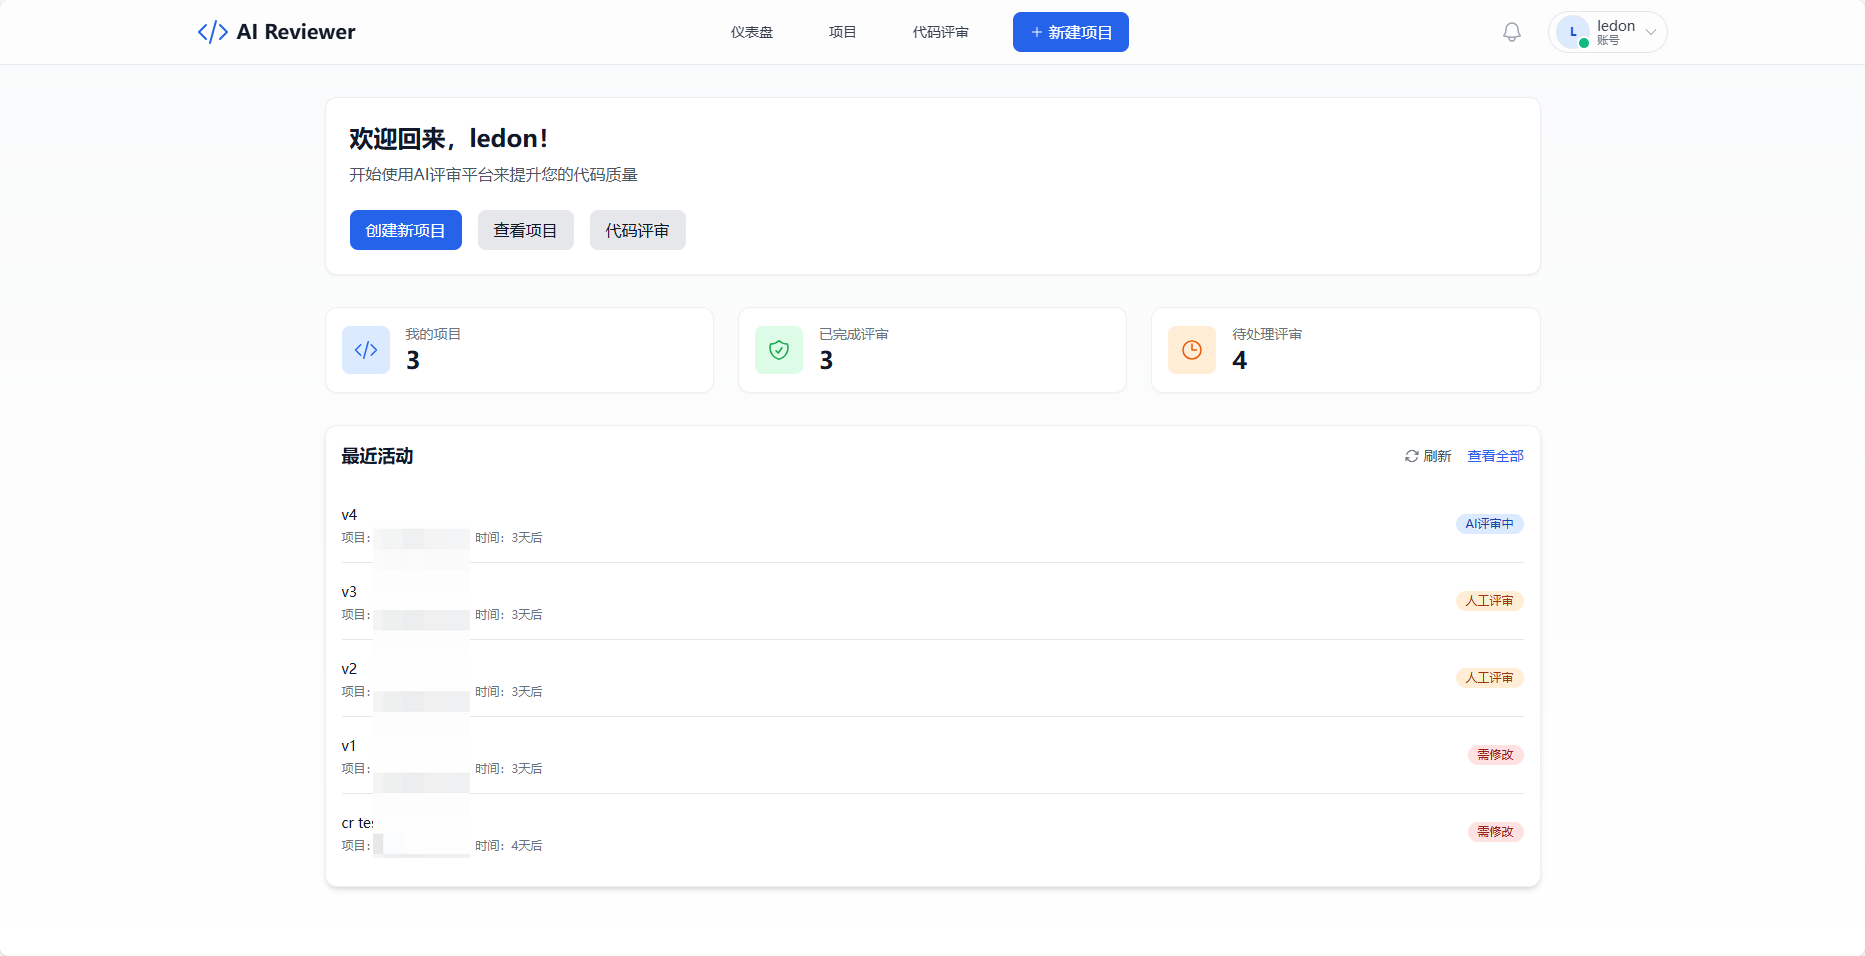 AI Reviewer
仪表盘
项目
代码评审
新建项目
L
ledon
账号
欢迎回来，ledon！
开始使用AI评审平台来提升您的代码质量
创建新项目
查看项目
代码评审
我的项目
3
已完成评审
3
待处理评审
4
最近活动
刷新
查看全部
v4
项目: 时间: 3天后
AI评审中
v3
项目: 时间: 3天后
人工评审
v2
项目: 时间: 3天后
人工评审
v1
项目: 时间: 3天后
需修改
cr
项目: 时间: 4天后
需修改